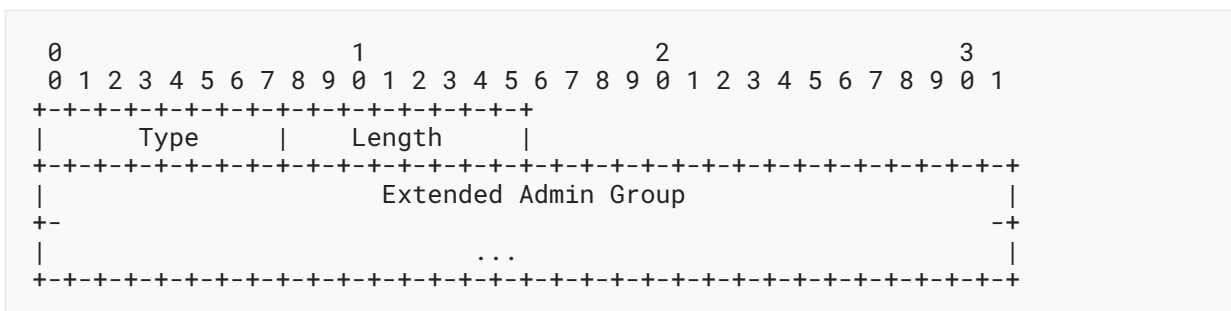 0                   1                   2                   3
 0 1 2 3 4 5 6 7 8 9 0 1 2 3 4 5 6 7 8 9 0 1 2 3 4 5 6 7 8 9 0 1
+-+-+-+-+-+-+-+-+-+-+-+-+-+-+-+-+
|      Type     |    Length     |
+-+-+-+-+-+-+-+-+-+-+-+-+-+-+-+-+-+-+-+-+-+-+-+-+-+-+-+-+-+-+-+-+
|                      Extended Admin Group                     |
+-                                                             -+
|                            ...                                |
+-+-+-+-+-+-+-+-+-+-+-+-+-+-+-+-+-+-+-+-+-+-+-+-+-+-+-+-+-+-+-+-+